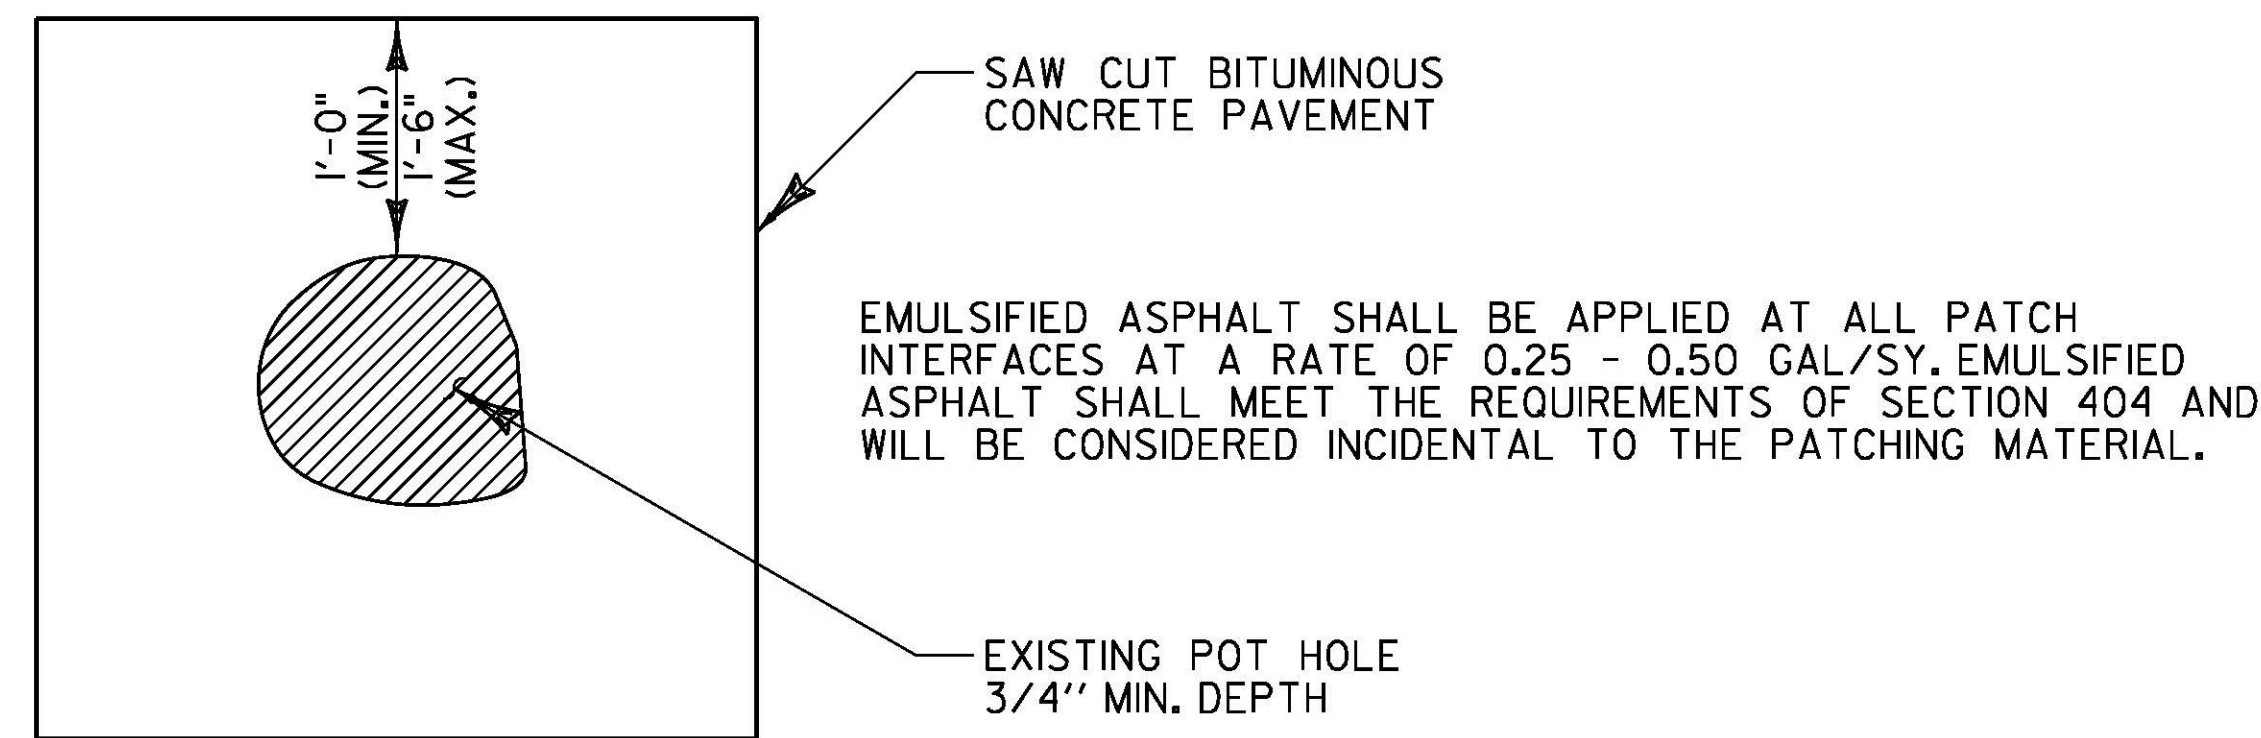 1'-0"
(MIN.)
1'-6"
(MAX.)
SAW CUT BITUMINOUS
CONCRETE PAVEMENT
EMULSIFIED ASPHALT SHALL BE APPLIED AT ALL PATCH
INTERFACES AT A RATE OF 0.25 - 0.50 GAL/SY. EMULSIFIED
ASPHALT SHALL MEET THE REQUIREMENTS OF SECTION 404 AND
WILL BE CONSIDERED INCIDENTAL TO THE PATCHING MATERIAL.
EXISTING POT HOLE
3/4" MIN. DEPTH